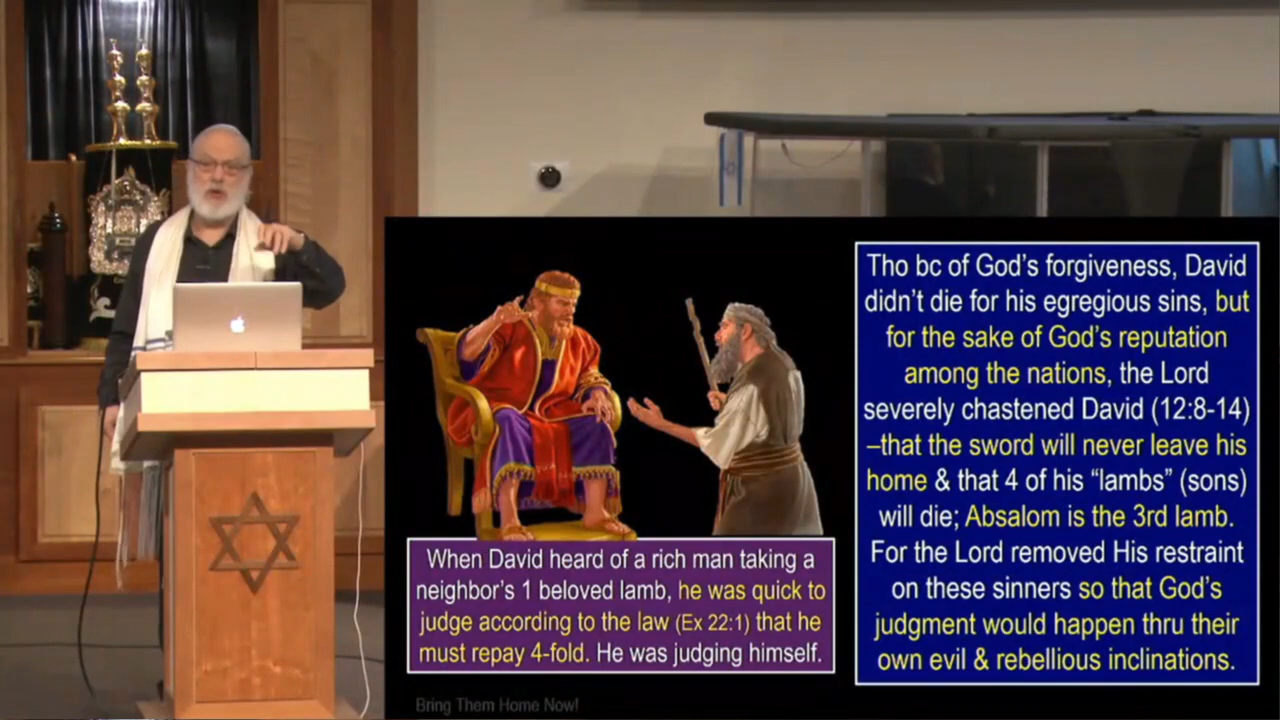 When David heard of a rich man taking a
neighbor's 1 beloved lamb, he was quick to
judge according to the law (Ex 22:1) that he
must repay 4-fold. He was judging himself.
Tho bc of God's forgiveness, David
didn't die for his egregious sins, but
for the sake of God's reputation
among the nations, the Lord
severely chastened David (12:8-14)
–that the sword will never leave his
home & that 4 of his “lambs” (sons)
will die; Absalom is the 3rd lamb.
For the Lord removed His restraint
on these sinners so that God's
judgment would happen thru their
own evil & rebellious inclinations.
Bring Them Home Now!